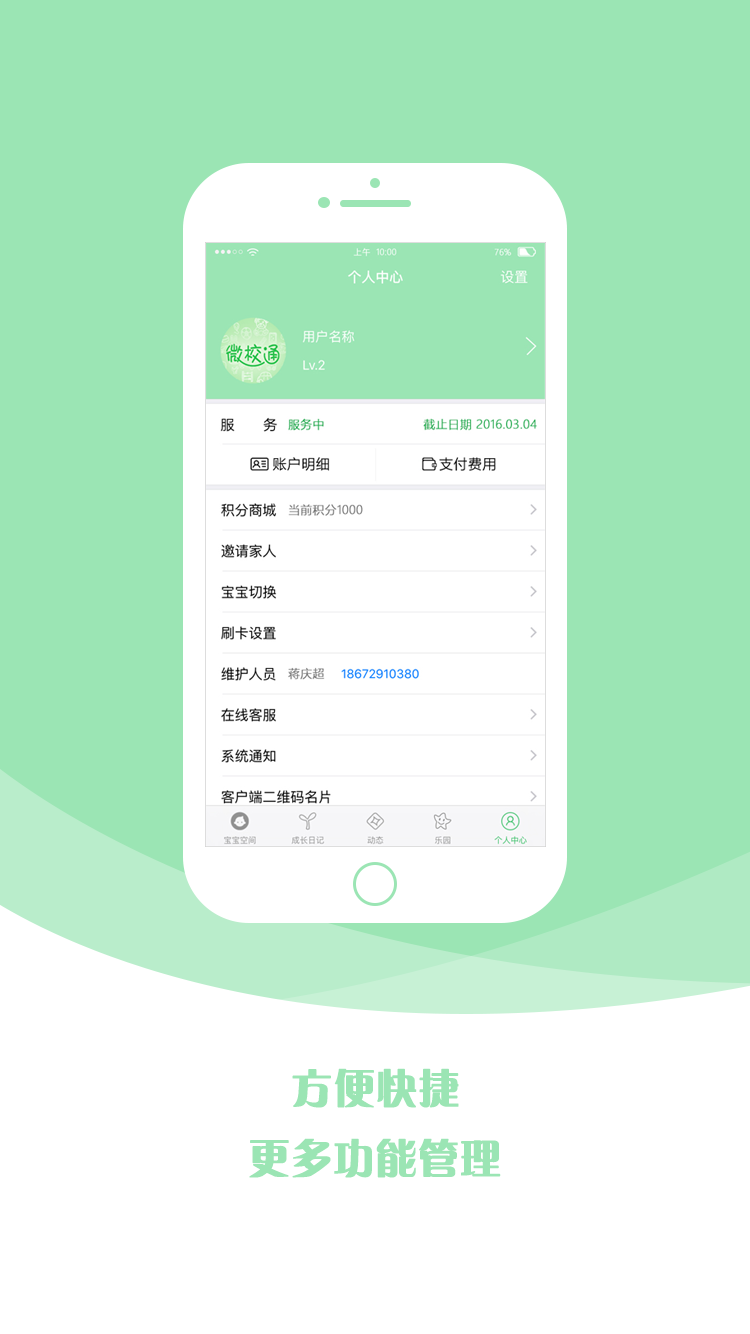 上午 10:00 76%
个人中心 设置
微校通
用户名称
Lv.2
服 务 服务中 截止日期 2016.03.04
账户明细 支付费用
积分商城 当前积分1000
邀请家人
宝宝切换
刷卡设置
维护人员 蒋庆超 18672910380
在线客服
系统通知
客户端二维码名片
宝宝空间 成长日记 动态 乐园 个人中心
方便快捷
更多功能管理